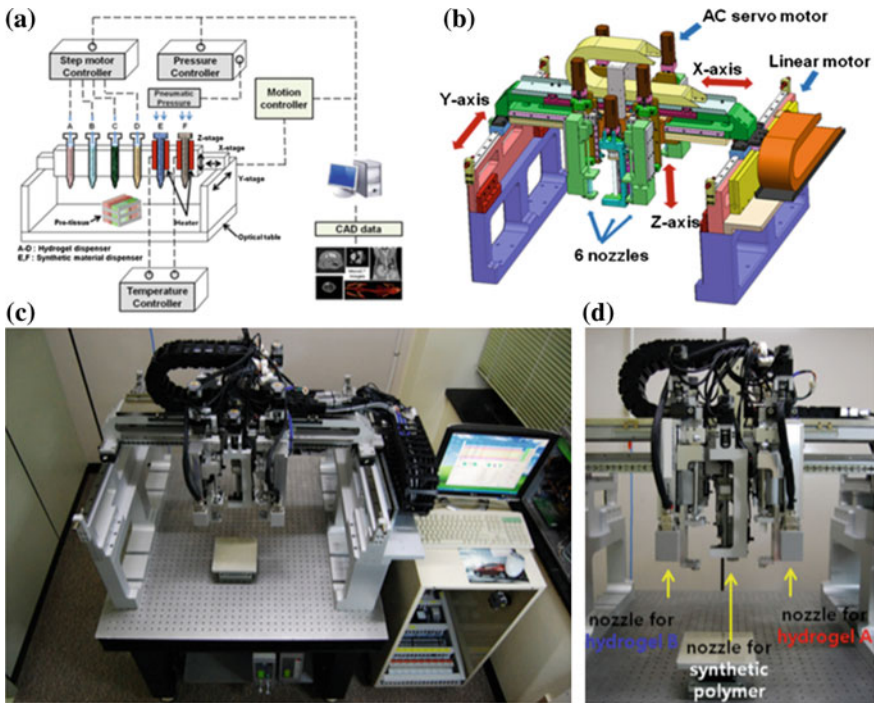 (a)
Step motor
Controller
Pressure
Controller
Pneumatic
Pressure
Motion
controller
A
B
C
D
E
F
Z-stage
X-stage
Y-stage
Pre-tissue
Heater
Optical table
A-D : Hydrogel dispenser
E,F : Synthetic material dispenser
Temperature
Controller
CAD data
(b)
AC servo motor
X-axis
Linear motor
Y-axis
Z-axis
6 nozzles
(c)
(d)
nozzle for
hydrogel B
nozzle for
synthetic
polymer
nozzle for
hydrogel A